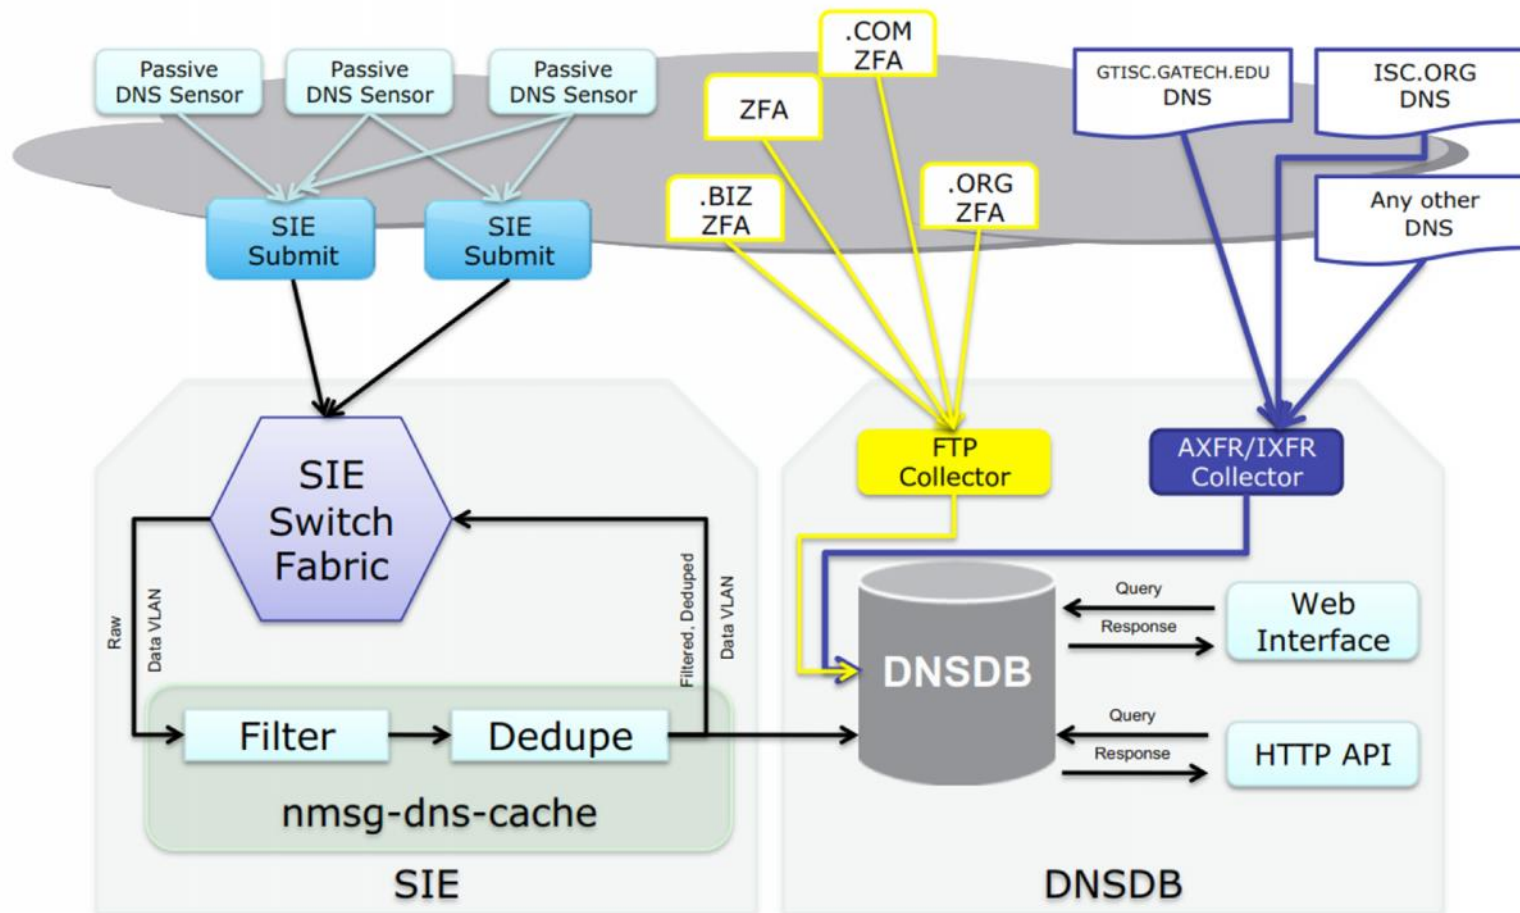 Passive
DNS Sensor
Passive
DNS Sensor
Passive
DNS Sensor
SIE
Submit
SIE
Submit
.COM
ZFA
ZFA
.BIZ
ZFA
.ORG
ZFA
GTISC.GATECH.EDU
DNS
ISC.ORG
DNS
Any other
DNS
SIE
Switch
Fabric
Raw
Data VLAN
Filtered, Deduped
Data VLAN
Filter
Dedupe
nmsg-dns-cache
SIE
FTP
Collector
AXFR/IXFR
Collector
DNSDB
Query
Response
Web
Interface
Query
Response
HTTP API
DNSDB